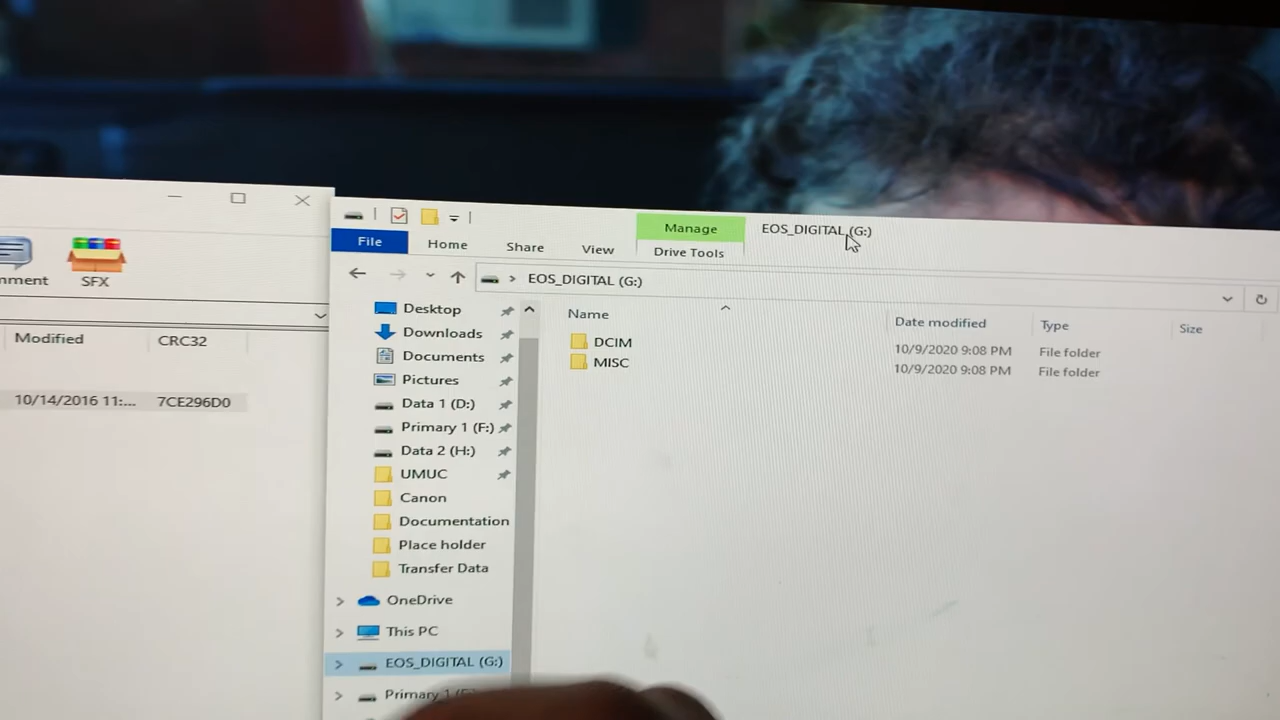 Manage
EOS_DIGITAL (G:)
File
Home
Share
View
Drive Tools
EOS_DIGITAL (G:)
SFX
Modified
CRC32
10/14/2016 11:...
7CE296D0
Desktop
Downloads
Documents
Pictures
Data 1 (D:)
Primary 1 (F:)
Data 2 (H:)
UMUC
Canon
Documentation
Place holder
Transfer Data
OneDrive
This PC
EOS_DIGITAL (G:)
Primary 1
Name
Date modified
Type
Size
DCIM
10/9/2020 9:08 PM
File folder
MISC
10/9/2020 9:08 PM
File folder